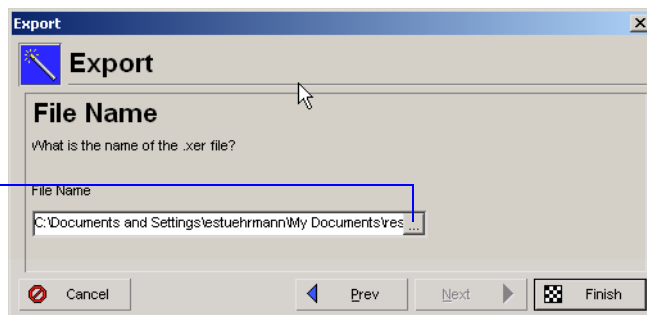 Export
Export
File Name
What is the name of the .xer file?
File Name
C:\Documents and Settings\estuehrmann\My Documents\res
...
Cancel
Prev
Next
Finish